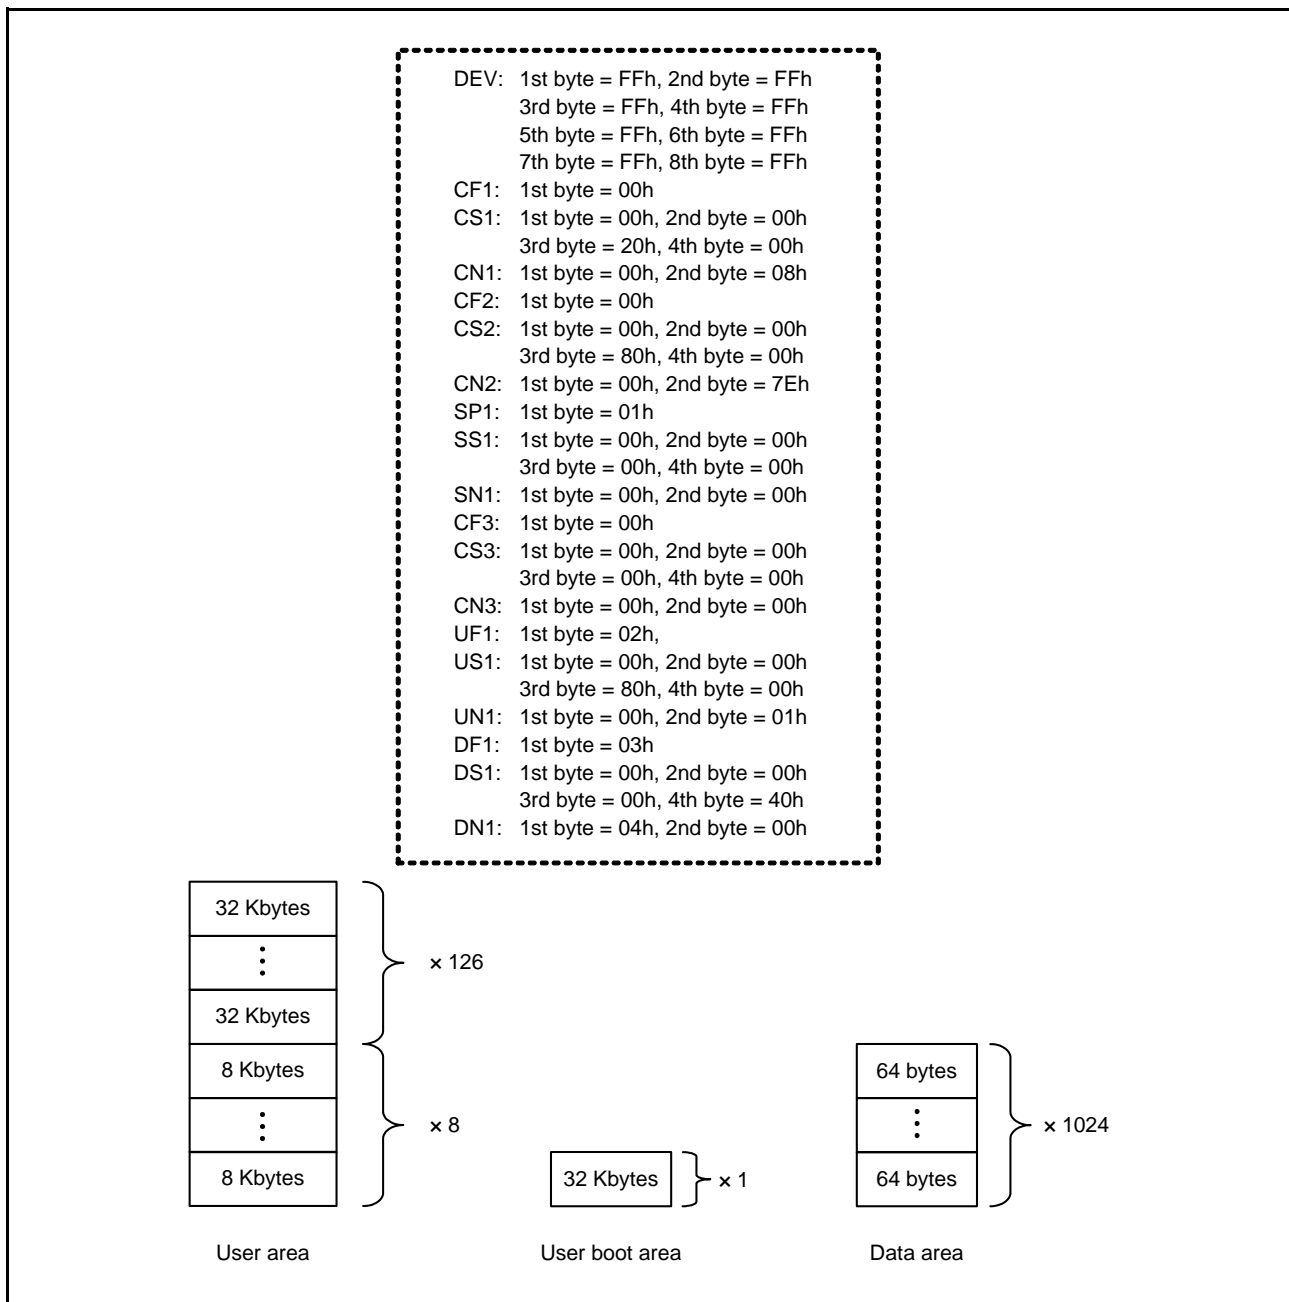 DEV: 1st byte = FFh, 2nd byte = FFh
3rd byte = FFh, 4th byte = FFh
5th byte = FFh, 6th byte = FFh
7th byte = FFh, 8th byte = FFh
CF1: 1st byte = 00h
CS1: 1st byte = 00h, 2nd byte = 00h
3rd byte = 20h, 4th byte = 00h
CN1: 1st byte = 00h, 2nd byte = 08h
CF2: 1st byte = 00h
CS2: 1st byte = 00h, 2nd byte = 00h
3rd byte = 80h, 4th byte = 00h
CN2: 1st byte = 00h, 2nd byte = 7Eh
SP1: 1st byte = 01h
SS1: 1st byte = 00h, 2nd byte = 00h
3rd byte = 00h, 4th byte = 00h
SN1: 1st byte = 00h, 2nd byte = 00h
CF3: 1st byte = 00h
CS3: 1st byte = 00h, 2nd byte = 00h
3rd byte = 00h, 4th byte = 00h
CN3: 1st byte = 00h, 2nd byte = 00h
UF1: 1st byte = 02h,
US1: 1st byte = 00h, 2nd byte = 00h
3rd byte = 80h, 4th byte = 00h
UN1: 1st byte = 00h, 2nd byte = 01h
DF1: 1st byte = 03h
DS1: 1st byte = 00h, 2nd byte = 00h
3rd byte = 00h, 4th byte = 40h
DN1: 1st byte = 04h, 2nd byte = 00h
32 Kbytes
⋮
32 Kbytes
× 126
8 Kbytes
⋮
8 Kbytes
× 8
User area
32 Kbytes
× 1
User boot area
64 bytes
⋮
64 bytes
× 1024
Data area